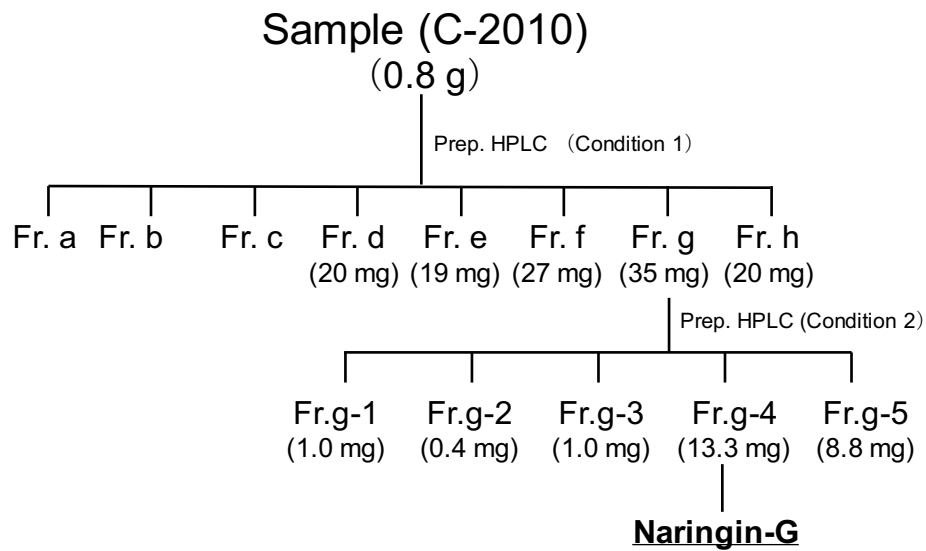 Sample (C-2010)
（0.8 g）
Prep. HPLC （Condition 1）
Fr. a Fr. b Fr. c Fr. d Fr. e Fr. f Fr. g Fr. h
(20 mg) (19 mg) (27 mg) (35 mg) (20 mg)
Prep. HPLC (Condition 2）
Fr.g-1 Fr.g-2 Fr.g-3 Fr.g-4 Fr.g-5
(1.0 mg) (0.4 mg) (1.0 mg) (13.3 mg) (8.8 mg)
Naringin-G